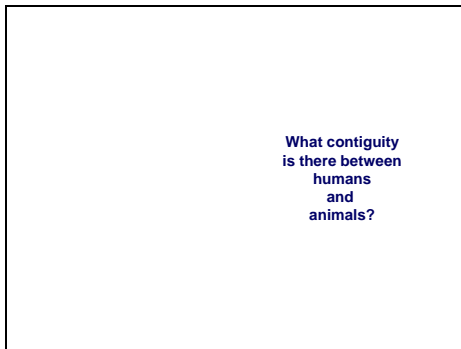 What contiguity
is there between
humans
and
animals?